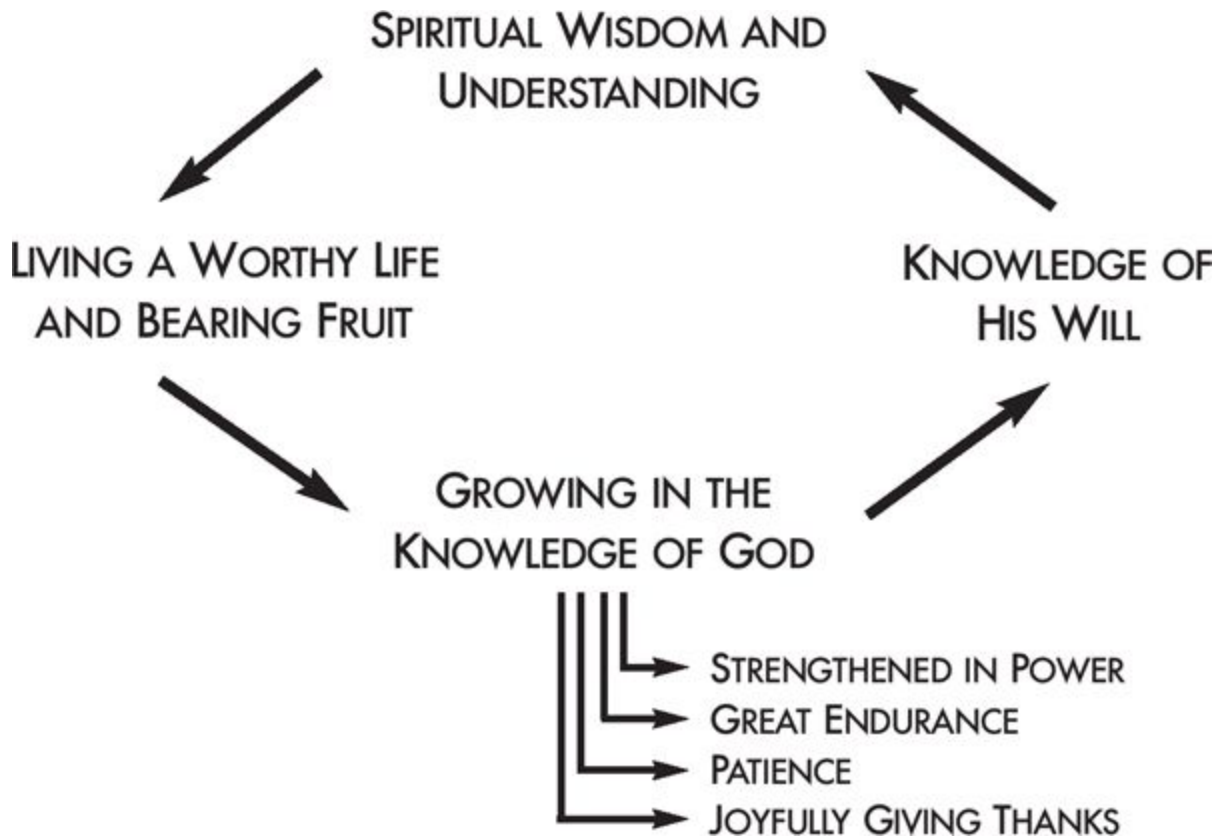 SPIRITUAL WISDOM AND
UNDERSTANDING
LIVING A WORTHY LIFE
AND BEARING FRUIT
KNOWLEDGE OF
HIS WILL
GROWING IN THE
KNOWLEDGE OF GOD
STRENGTHENED IN POWER
GREAT ENDURANCE
PATIENCE
JOYFULLY GIVING THANKS